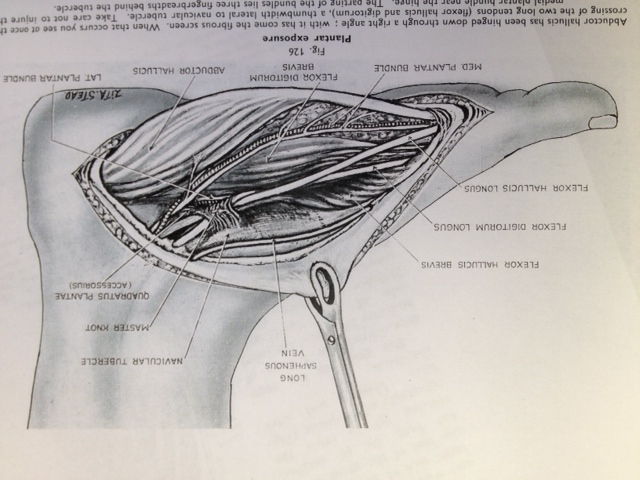 LONG
SAPHENOUS
VEIN
NAVICULAR TUBERCLE
MASTER KNOT
QUADRATUS PLANTAE
(ACCESSORIUS)
FLEXOR HALLUCIS BREVIS
FLEXOR DIGITORUM LONGUS
FLEXOR HALLUCIS LONGUS
ZITA STEAD
LAT. PLANTAR BUNDLE
ABDUCTOR HALLUCIS
FLEXOR DIGITORUM
BREVIS
MED. PLANTAR BUNDLE
Fig. 126
Plantar exposure
Abductor hallucis has been hinged down through a right angle: with it has come the fibrous screen. When that occurs you see at once
crossing of the two long tendons (flexor hallucis and digitorum), a thumbwidth lateral to navicular tubercle. Take care not to injure
medial plantar bundle near the hinge. The parting of the bundles lies three fingerbreadths behind the
tubercle.